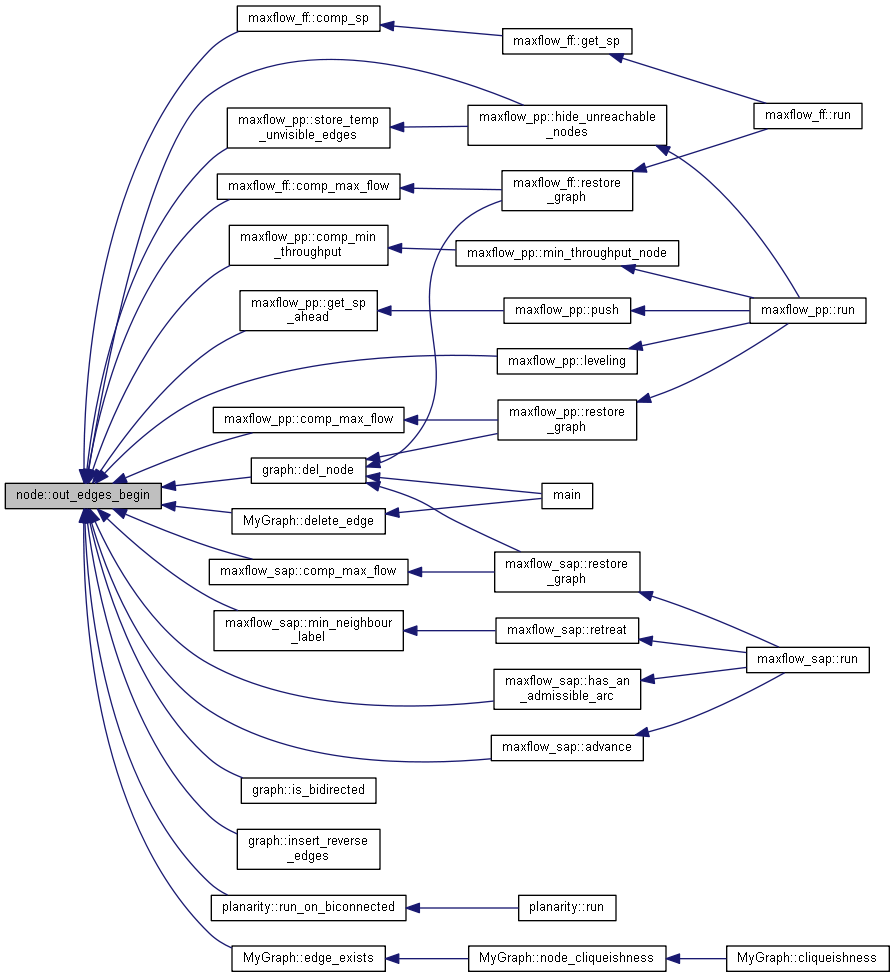 maxflow_ff::comp_sp
maxflow_ff::get_sp
maxflow_ff::run
maxflow_pp::store_temp
_unvisible_edges
maxflow_pp::hide_unreachable
_nodes
maxflow_ff::comp_max_flow
maxflow_ff::restore
_graph
maxflow_pp::comp_min
_throughput
maxflow_pp::min_throughput_node
maxflow_pp::get_sp
_ahead
maxflow_pp::push
maxflow_pp::run
maxflow_pp::leveling
maxflow_pp::comp_max_flow
maxflow_pp::restore
_graph
graph::del_node
node::out_edges_begin
main
MyGraph::delete_edge
maxflow_sap::comp_max_flow
maxflow_sap::restore
_graph
maxflow_sap::min_neighbour
_label
maxflow_sap::retreat
maxflow_sap::run
maxflow_sap::has_an
_admissible_arc
maxflow_sap::advance
graph::is_bidirected
graph::insert_reverse
_edges
planarity::run_on_biconnected
planarity::run
MyGraph::edge_exists
MyGraph::node_cliqueishness
MyGraph::cliqueishness